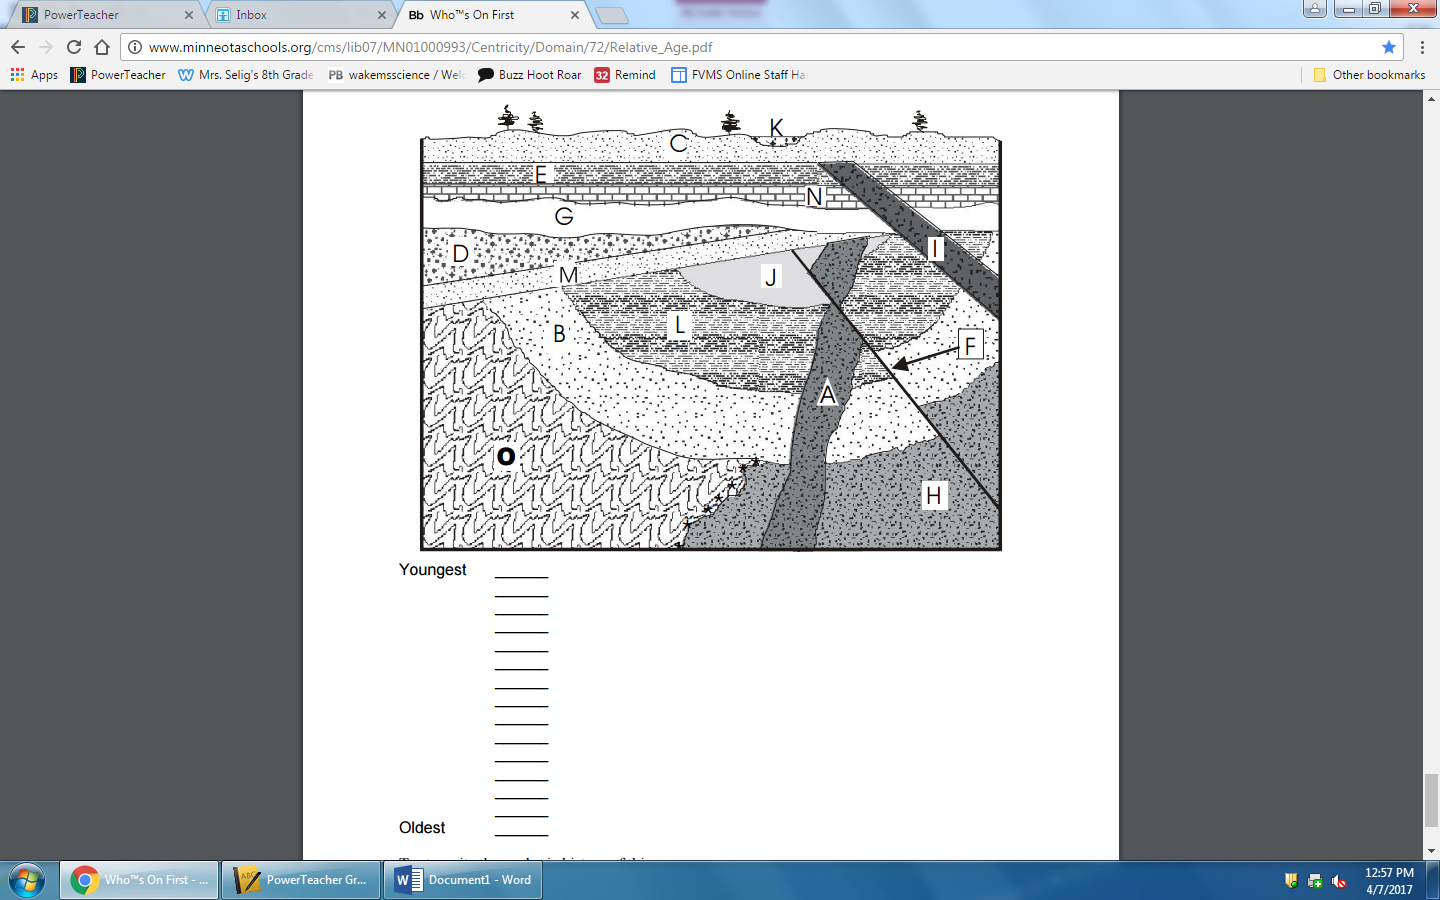 PowerTeacher
Inbox
Bb Who™s On First
www.minneotaschools.org/cms/lib07/MN01000993/Centricity/Domain/72/Relative_Age.pdf
Apps
PowerTeacher
Mrs. Selig's 8th Grade
PB wakemsscience / Wel
Buzz Hoot Roar
32 Remind
FVMS Online Staff Ha
Other bookmarks
K
C
E
N
G
D
I
M
J
B
L
F
A
O
H
Youngest
Oldest
Who™s On First - ...
PowerTeacher Gr...
W Document1 - Word
12:57 PM
4/7/2017